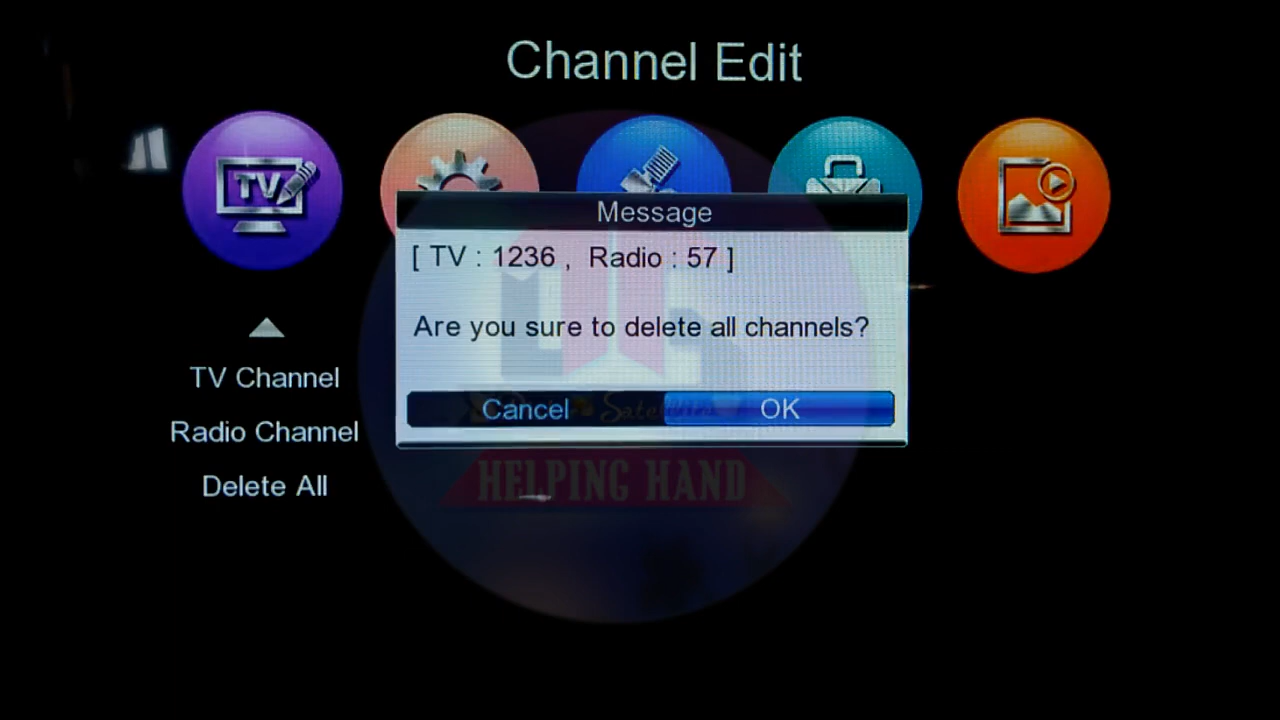 Channel Edit
TV
Message
[ TV : 1236 , Radio : 57 ]
Are you sure to delete all channels?
Cancel OK
TV Channel
Radio Channel
Delete All
HELPING HAND